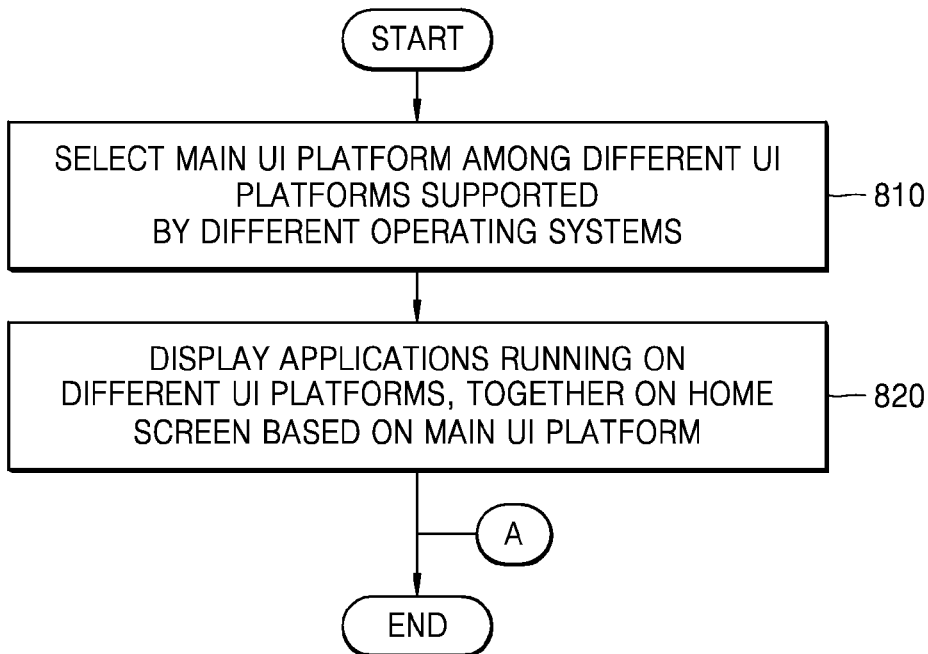 START
SELECT MAIN UI PLATFORM AMONG DIFFERENT UI
PLATFORMS SUPPORTED
BY DIFFERENT OPERATING SYSTEMS
810
DISPLAY APPLICATIONS RUNNING ON
DIFFERENT UI PLATFORMS, TOGETHER ON HOME
SCREEN BASED ON MAIN UI PLATFORM
820
A
END